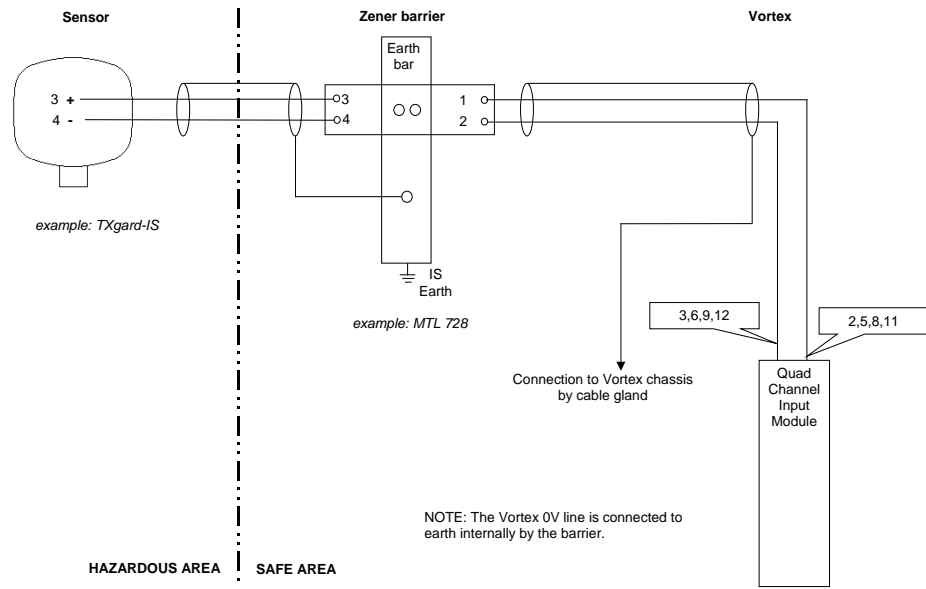 Sensor
Zener barrier
Vortex
Earth
bar
3 +
4 -
3
4
1
2
example: TXgard-IS
IS
Earth
example: MTL 728
3,6,9,12
2,5,8,11
Connection to Vortex chassis
by cable gland
Quad
Channel
Input
Module
NOTE: The Vortex 0V line is connected to
earth internally by the barrier.
HAZARDOUS AREA
SAFE AREA